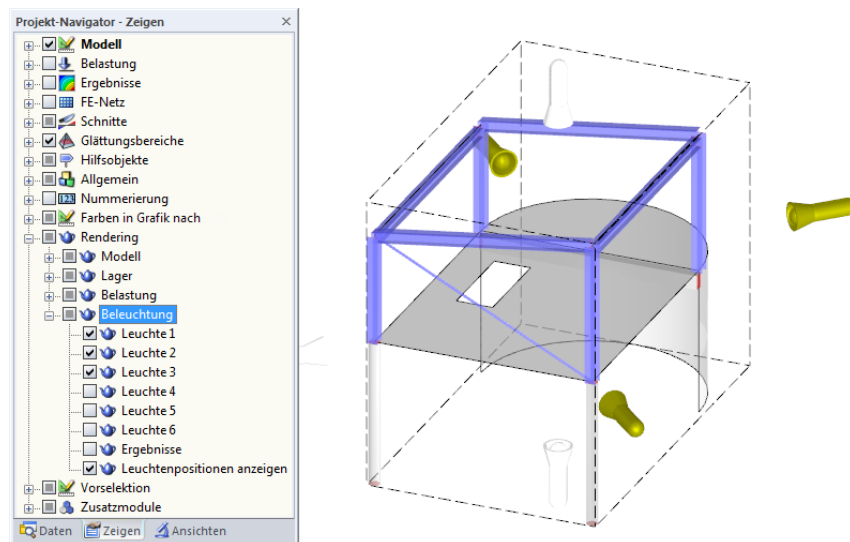 Projekt-Navigator - Zeigen
Modell
Belastung
Ergebnisse
FE-Netz
Schnitte
Glättungsbereiche
Hilfsobjekte
Allgemein
123 Nummerierung
Farben in Grafik nach
Rendering
Modell
Lager
Belastung
Beleuchtung
Leuchte 1
Leuchte 2
Leuchte 3
Leuchte 4
Leuchte 5
Leuchte 6
Ergebnisse
Leuchtenpositionen anzeigen
Vorselektion
Zusatzmodule
Daten Zeigen Ansichten